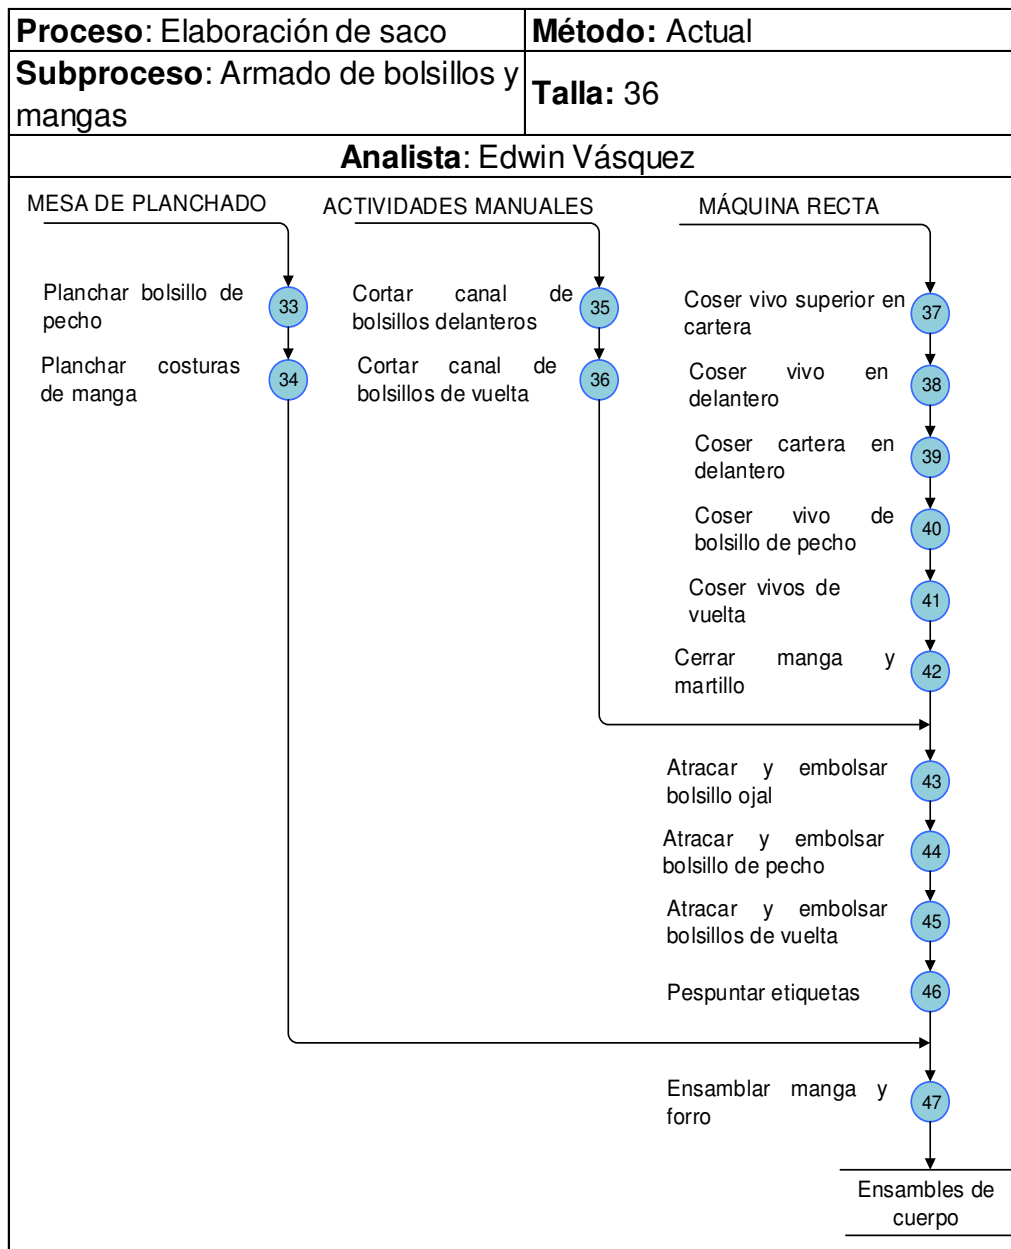 Proceso: Elaboración de saco
Método: Actual
Subproceso: Armado de bolsillos y
mangas
Talla: 36
Analista: Edwin Vásquez
MESA DE PLANCHADO
ACTIVIDADES MANUALES
MÁQUINA RECTA
Planchar bolsillo de
pecho
33
Planchar costuras
de manga
34
Cortar canal de
bolsillos delanteros
35
Cortar canal de
bolsillos de vuelta
36
Coser vivo superior en
cartera
37
Coser vivo en
delantero
38
Coser cartera en
delantero
39
Coser vivo de
bolsillo de pecho
40
Coser vivos de
vuelta
41
Cerrar manga y
martillo
42
Atracar y embolsar
bolsillo ojal
43
Atracar y embolsar
bolsillo de pecho
44
Atracar y embolsar
bolsillos de vuelta
45
Pespuntar etiquetas
46
Ensamblar manga y
forro
47
Ensambles de
cuerpo